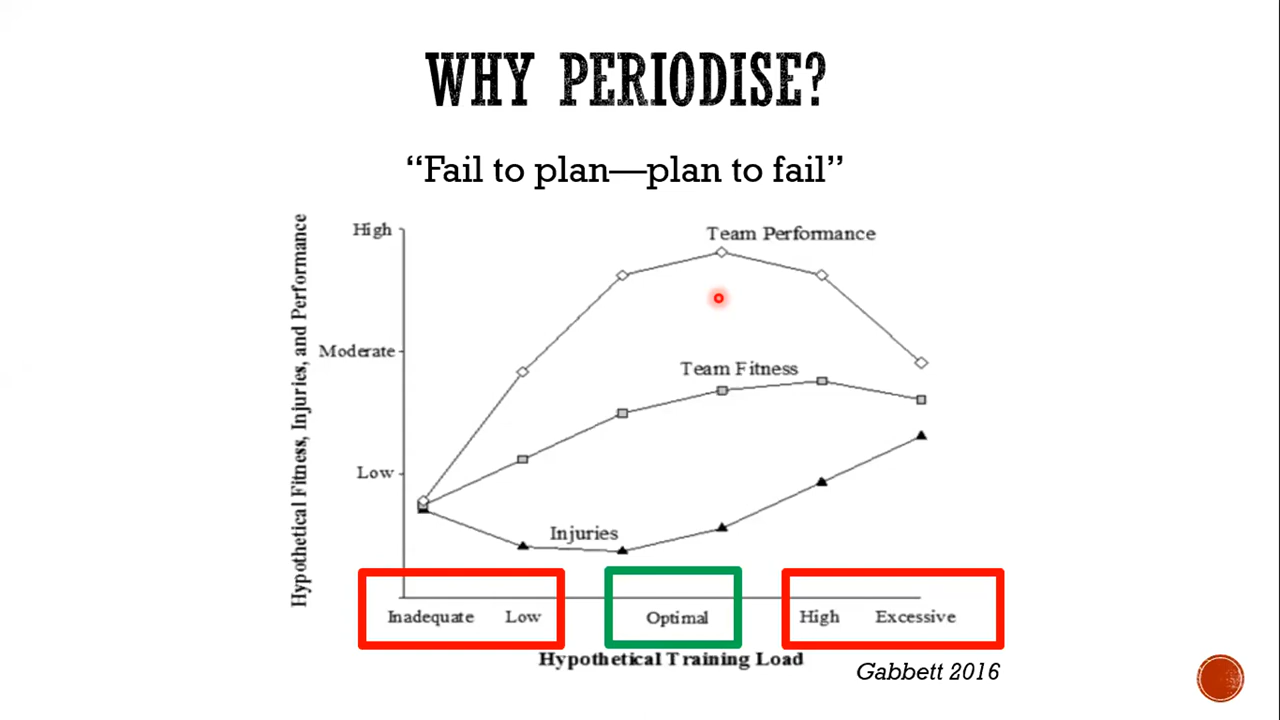 WHY PERIODISE?
“Fail to plan—plan to fail”
Hypothetical Fitness, Injuries, and Performance
High
Moderate
Low
Team Performance
Team Fitness
Injuries
Inadequate Low Optimal High Excessive
Hypothetical Training Load
Gabbett 2016